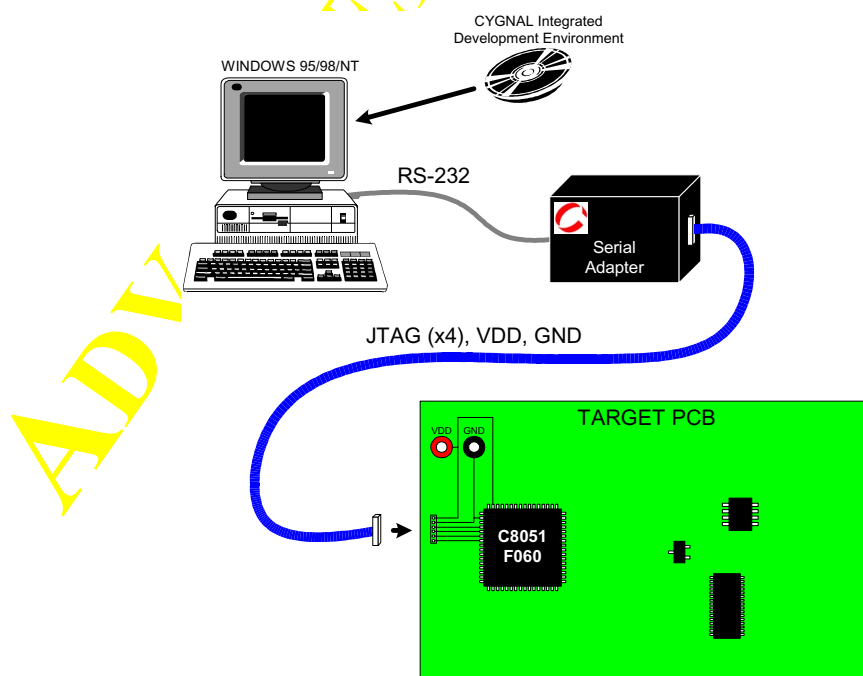 CYGNAL Integrated
Development Environment
WINDOWS 95/98/NT
RS-232
Serial
Adapter
JTAG (x4), VDD, GND
TARGET PCB
VDD
GND
C8051
F060
ADV